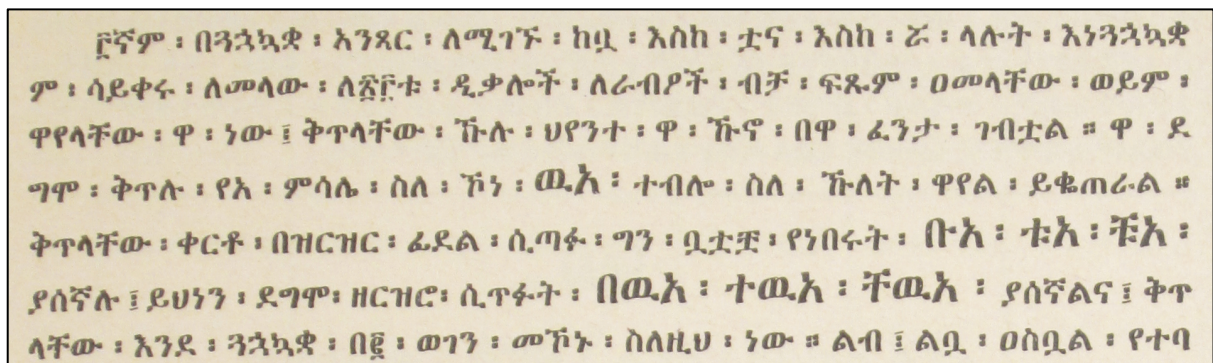 ፫ኛም ፡ በጓኋኳቋ ፡ አንጻር ፡ ለሚገኙ ፡ ከቧ ፡ እስከ ፡ ቷና ፡ እስከ ፡ ሯ ፡ ላሉት ፡ እነጓኋኳቋ
ም ፡ ሳይቀሩ ፡ ለመላው ፡ ለ፳፫ቱ ፡ ዲቃሎች ፡ ለራብዖች ፡ ብቻ ፡ ፍጹም ፡ ዐመላቸው ፡ ወይም ፡
ዋየላቸው ፡ ዋ ፡ ነው ፤ ቅጥላቸው ፡ ኹሉ ፡ ህየንተ ፡ ዋ ፡ ኹኖ ፡ በዋ ፡ ፈንታ ፡ ገብቷል ። ዋ ፡ ደ
ግሞ ፡ ቅጥሉ ፡ የአ ፡ ምሳሌ ፡ ስለ ፡ ኾነ ፡ ዉአ ፡ ተብሎ ፡ ስለ ፡ ኹለት ፡ ዋየል ፡ ይቈጠራል ።
ቅጥላቸው ፡ ቀርቶ ፡ በዝርዝር ፡ ፊደል ፡ ሲጣፉ ፡ ግን ፡ ቧቷቿ ፡ የነበሩት ፡ ቡአ ፡ ቱአ ፡ ቹአ ፡
ያሰኛሉ ፤ ይህነን ፡ ደግሞ፡ ዘርዝሮ፡ ሲጥፉት ፡ በዉአ ፡ ተዉአ ፡ ቸዉአ ፡ ያሰኛልና ፤ ቅጥ
ላቸው ፡ እንደ ፡ ጓኋኳቋ ፡ በ፪ ፡ ወገን ፡ መኾኑ ፡ ስለዚህ ፡ ነው ። ልብ ፤ ልቧ ፡ ዐስቧል ፡ የተባ